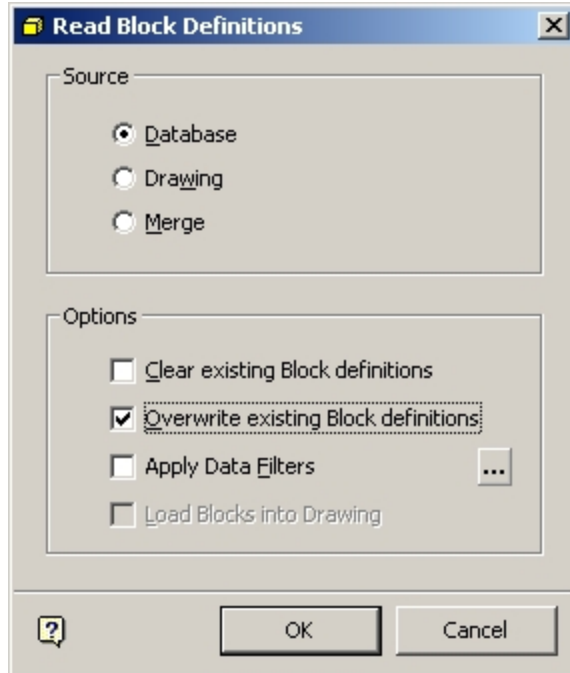 Read Block Definitions
Source
Database
Drawing
Merge
Options
Clear existing Block definitions
Overwrite existing Block definitions
Apply Data Filters ...
Load Blocks into Drawing
? OK Cancel